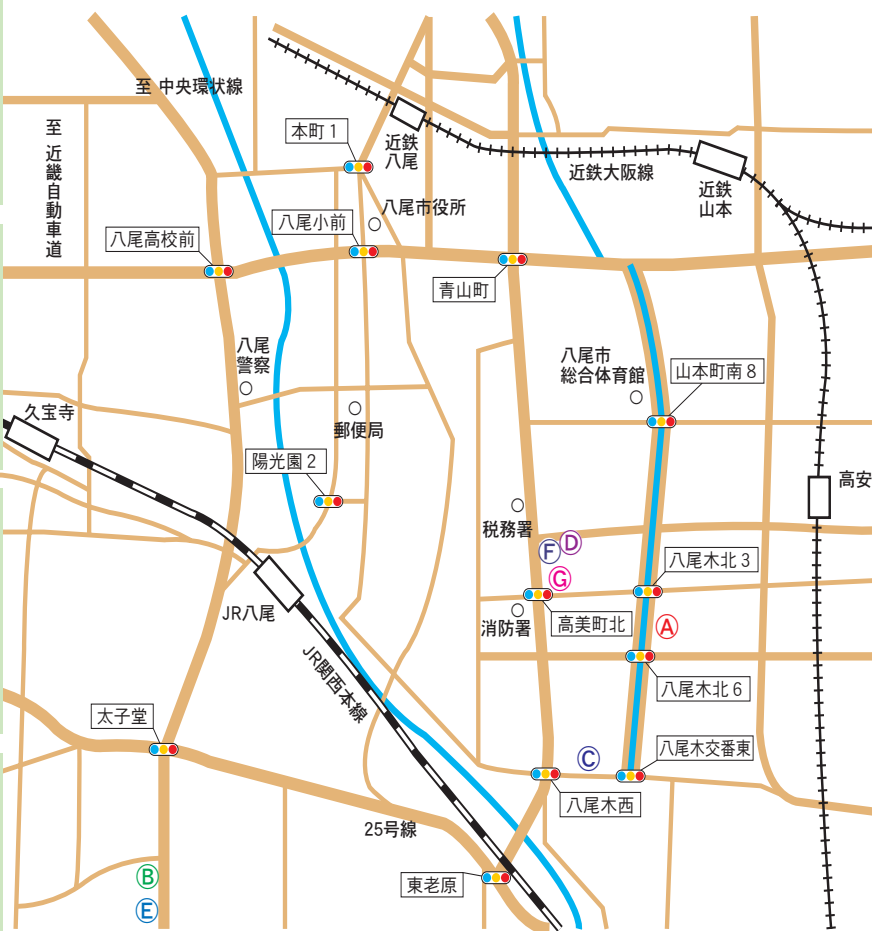 至 中央環状線
至 近畿自動車道
本町1
近鉄
八尾
近鉄大阪線
近鉄
山本
八尾市役所
八尾小前
八尾高校前
青山町
八尾
警察
八尾市
総合体育館
山本町南8
久宝寺
郵便局
陽光園2
高安
税務署
D
F
G
八尾木北3
消防署
高美町北
A
JR八尾
JR関西本線
八尾木北6
太子堂
八尾木交番東
C
八尾木西
25号線
東老原
B
E